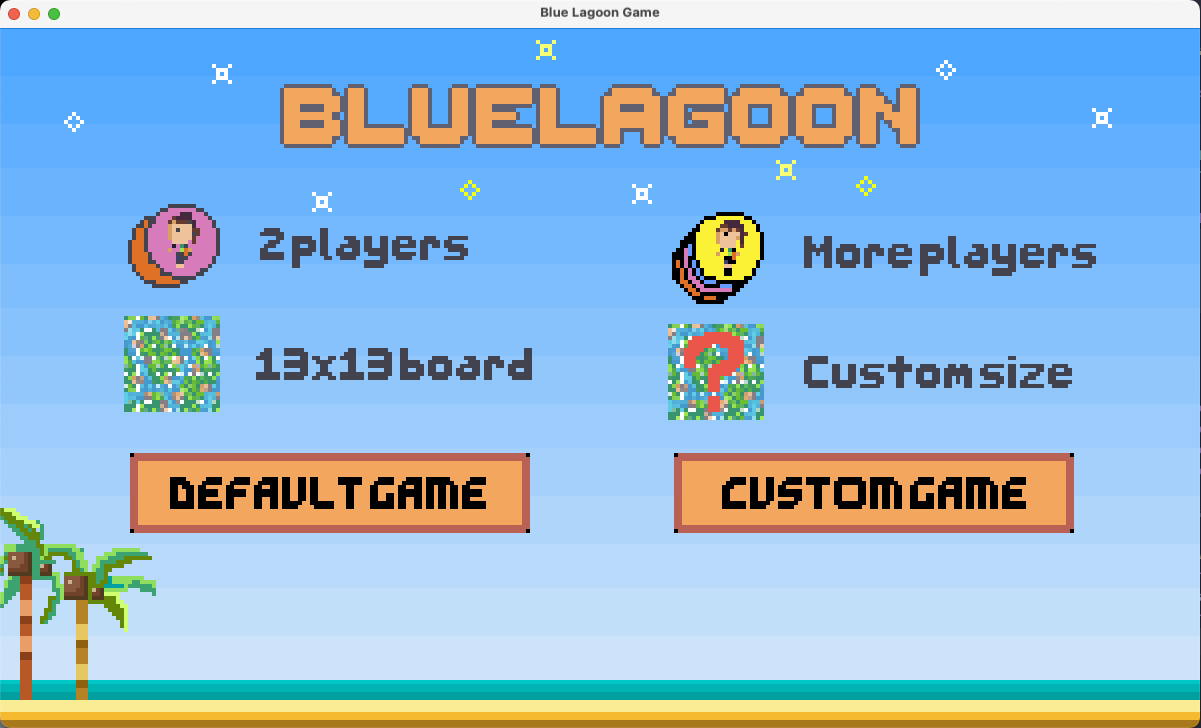 Blue Lagoon Game
BLUELAGOON
2players
Moreplayers
13x13board
Customsize
DEFAULTGAME
CUSTOMGAME